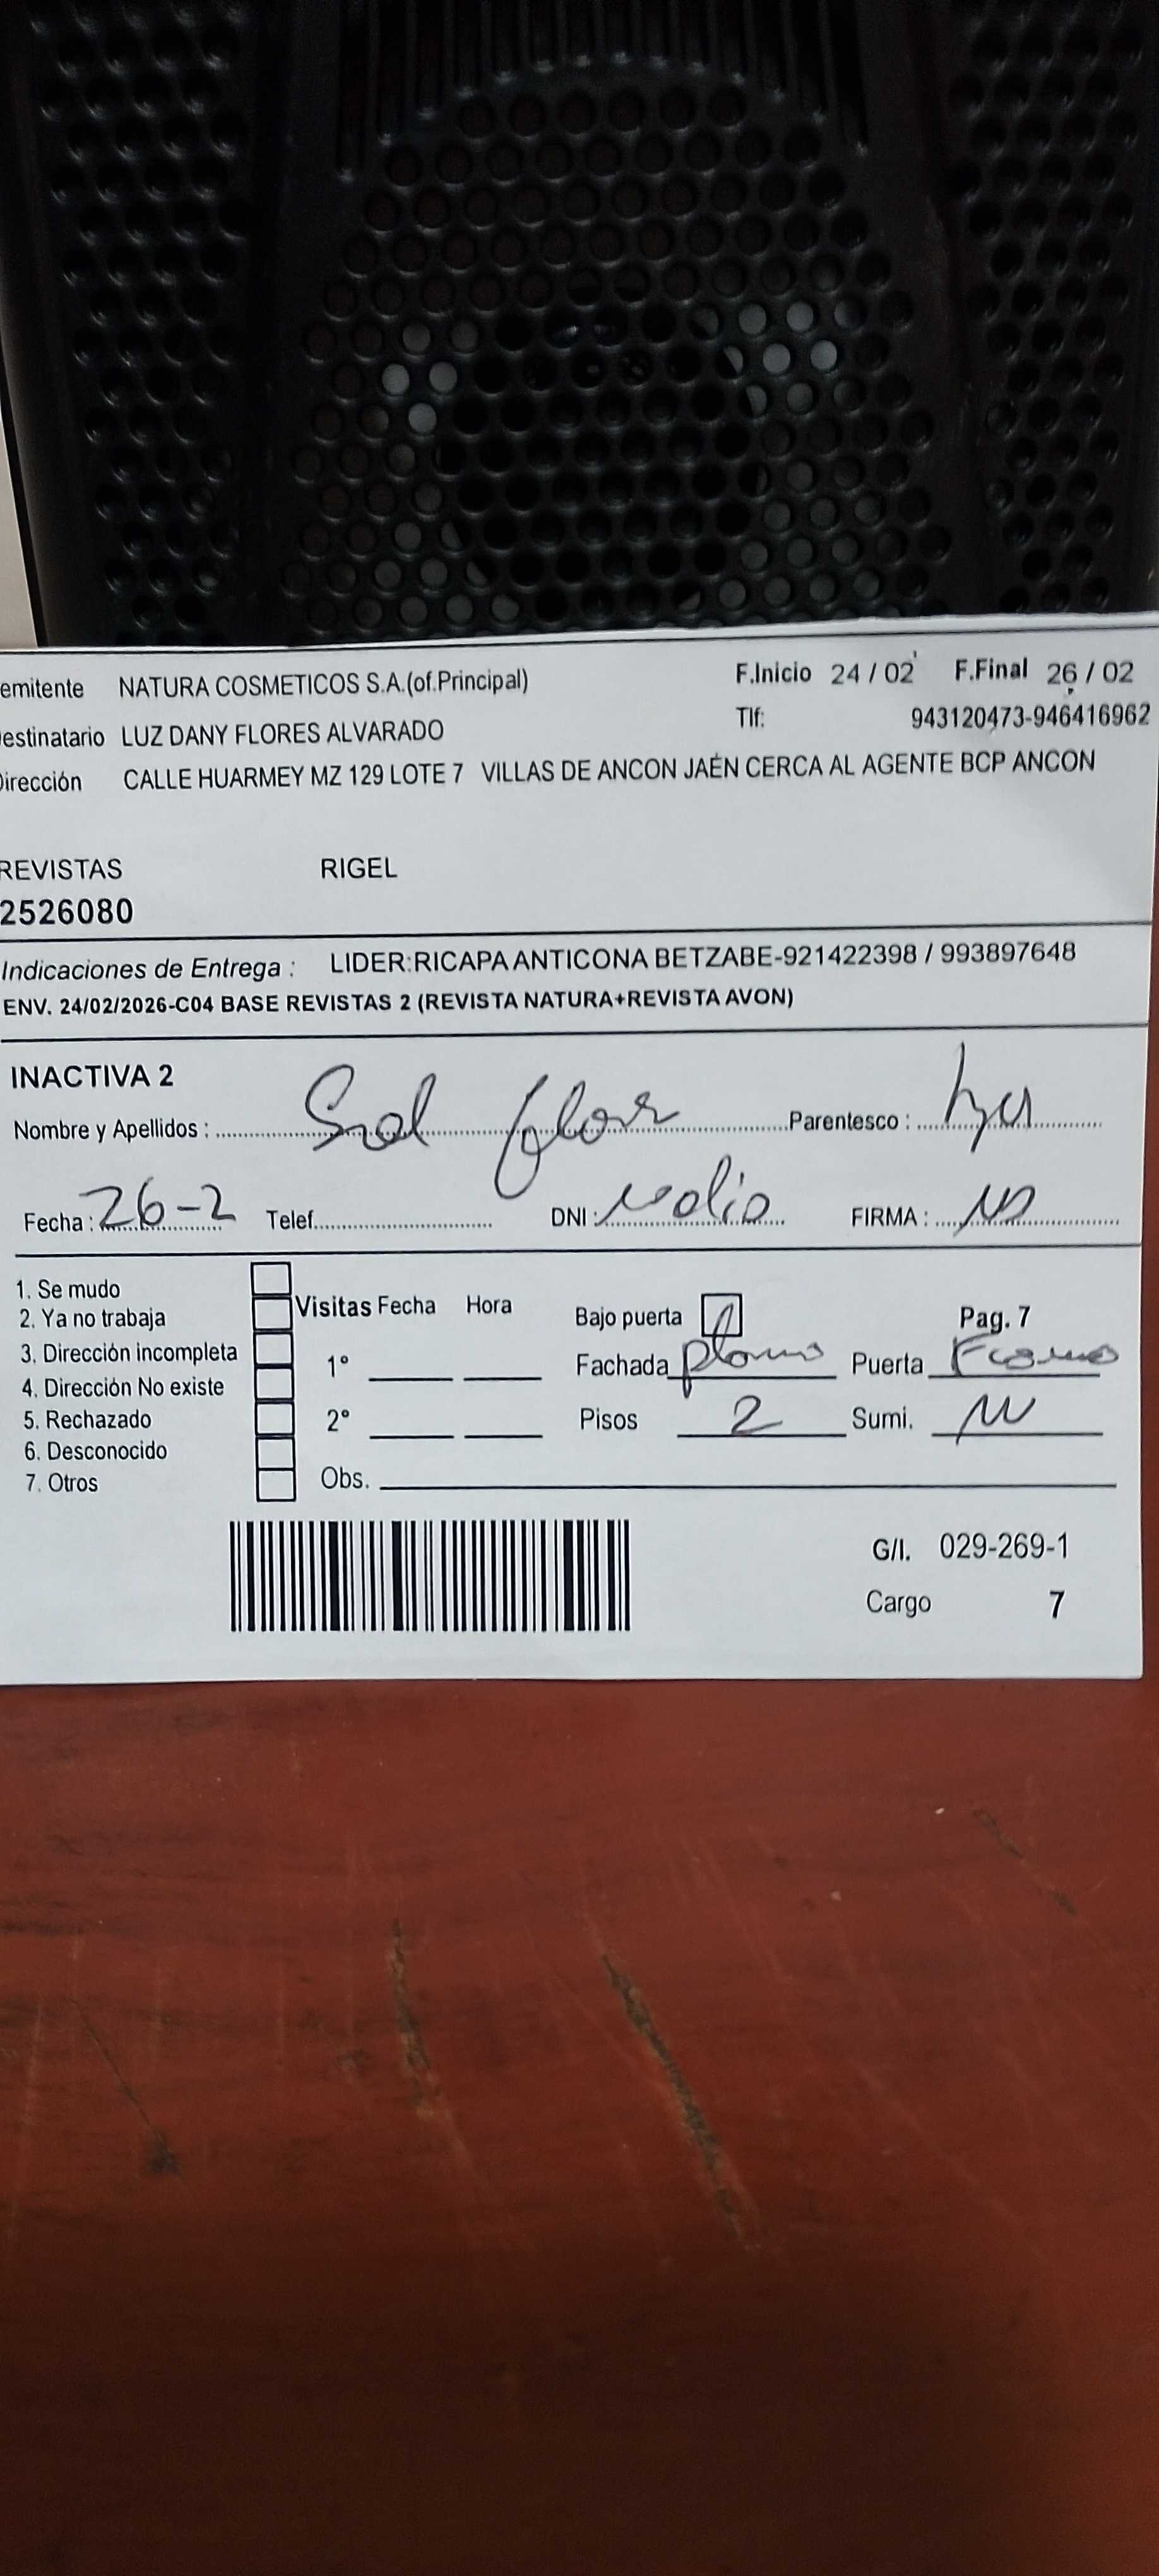 emitente NATURA COSMETICOS S.A.(of.Principal) F.Inicio 24 / 02 F.Final 26 / 02
estinatario LUZ DANY FLORES ALVARADO Tlf: 943120473-946416962
Dirección CALLE HUARMEY MZ 129 LOTE 7 VILLAS DE ANCON JAÉN CERCA AL AGENTE BCP ANCON
REVISTAS RIGEL
2526080
Indicaciones de Entrega : LIDER:RICAPA ANTICONA BETZABE-921422398 / 993897648
ENV. 24/02/2026-C04 BASE REVISTAS 2 (REVISTA NATURA+REVISTA AVON)
INACTIVA 2
Nombre y Apellidos : Sol Parentesco :
Fecha : 26-2 Telef. DNI : FIRMA : NO
1. Se mudo
2. Ya no trabaja Visitas Fecha Hora Bajo puerta Pag. 7
3. Dirección incompleta 1° Fachada plomo Puerta
4. Dirección No existe
5. Rechazado 2° Pisos 2 Sumi.
6. Desconocido
7. Otros Obs.
G/I. 029-269-1
Cargo 7